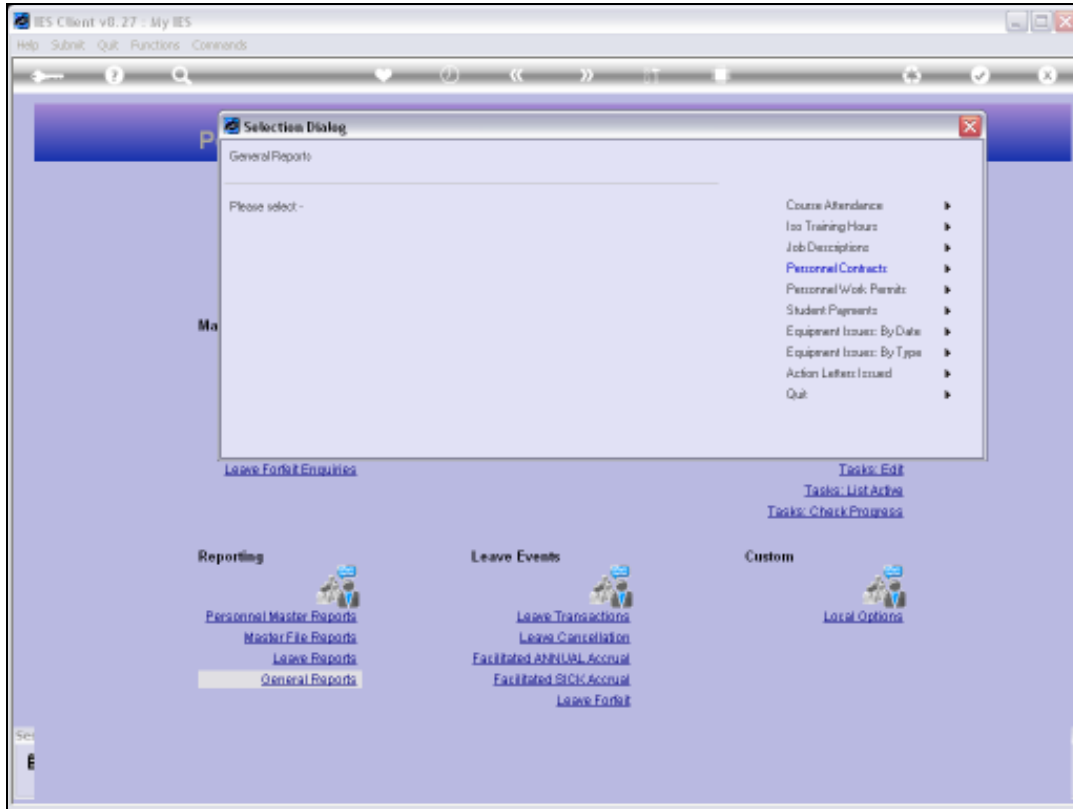 IES Client v8.27 : My IES
Help Submit Quit Functions Commands
Selection Dialog
General Reports
Please select -
Course Attendance
Iso Training Hours
Job Descriptions
Personnel Contracts
Personnel Work Permits
Student Payments
Equipment Issues: By Date
Equipment Issues: By Type
Action Letters Issued
Quit
Ma
Leave Forfeit Enquiries
Tasks: Edit
Tasks: List Active
Tasks: Check Progress
Reporting
Personnel Master Reports
Master File Reports
Leave Reports
General Reports
Leave Events
Leave Transactions
Leave Cancellation
Facilitated ANNUAL Accrual
Facilitated SICK Accrual
Leave Forfeit
Custom
Local Options